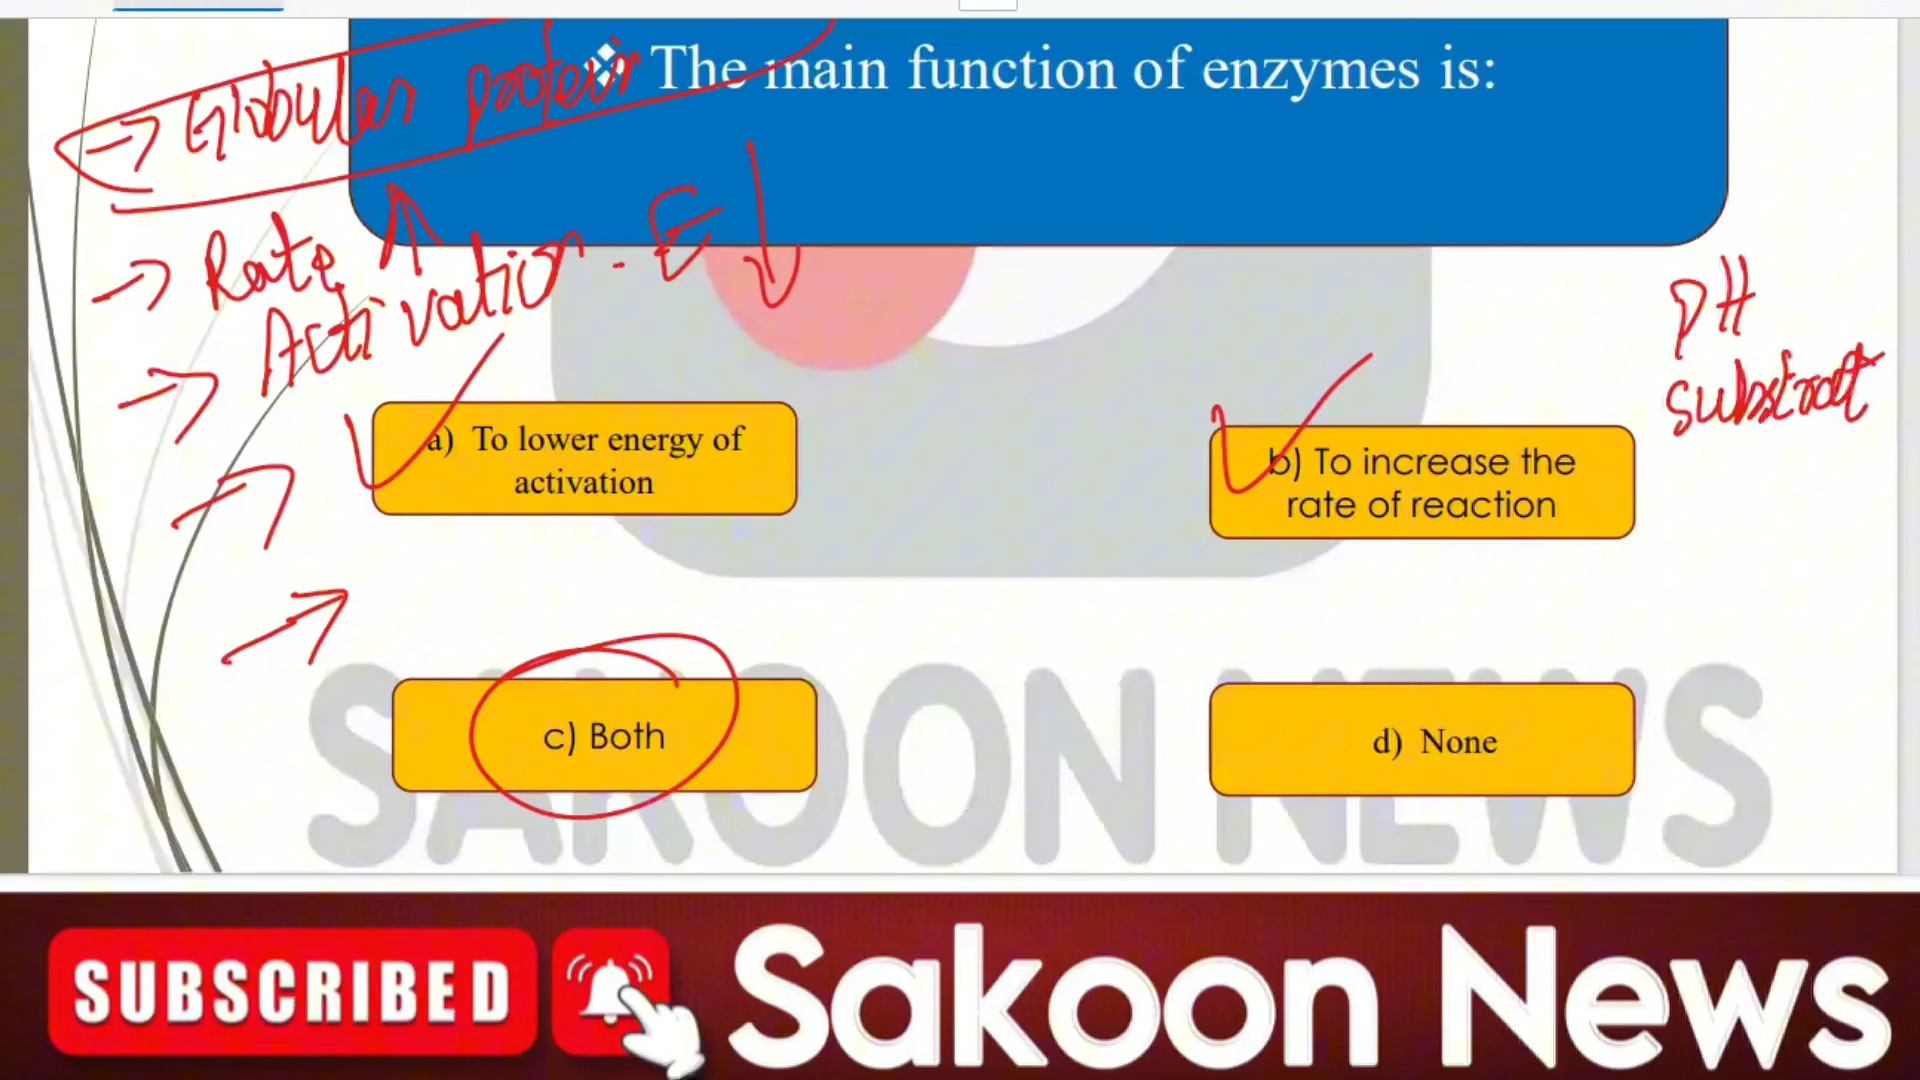 ❖ The main function of enzymes is:
→ Globular protein
→ Rate ↑
→ Activation. E ↓
pH
substrat
a) To lower energy of
activation
b) To increase the
rate of reaction
c) Both
d) None
SAKOON NEWS
SUBSCRIBED
Sakoon News